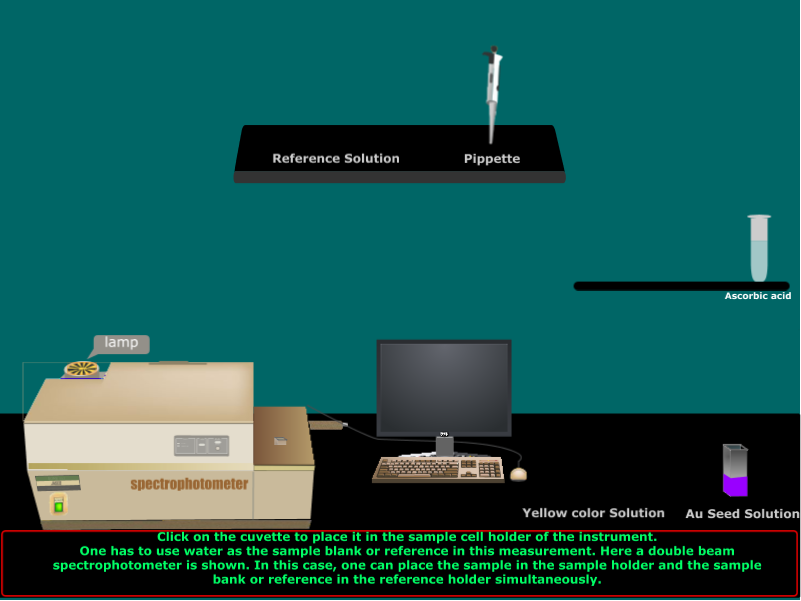 Reference Solution
Pippette
Ascorbic acid
lamp
spectrophotometer
Yellow color Solution
Au Seed Solution
Click on the cuvette to place it in the sample cell holder of the instrument.
One has to use water as the sample blank or reference in this measurement. Here a double beam
spectrophotometer is shown. In this case, one can place the sample in the sample holder and the sample
bank or reference in the reference holder simultaneously.